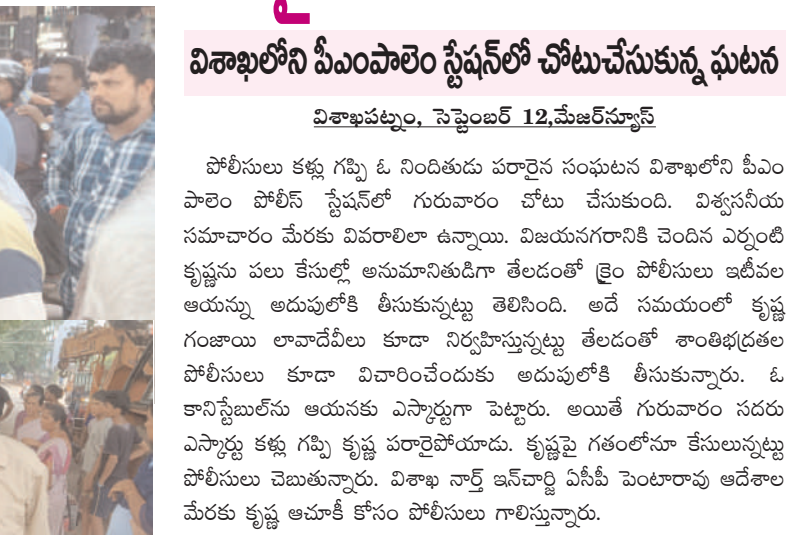 విశాఖలోని పీఎంపాలెం స్టేషన్‌లో చోటుచేసుకున్న ఘటన
విశాఖపట్నం, సెప్టెంబర్ 12,మేజర్‌న్యూస్
పోలీసులు కళ్లు గప్పి ఓ నిందితుడు పరారైన సంఘటన విశాఖలోని పీఎం
పాలెం పోలీస్ స్టేషన్‌లో గురువారం చోటు చేసుకుంది. విశ్వసనీయ
సమాచారం మేరకు వివరాలిలా ఉన్నాయి. విజయనగరానికి చెందిన ఎర్నంటి
కృష్ణను పలు కేసుల్లో అనుమానితుడిగా తేలడంతో క్రైం పోలీసులు ఇటీవల
ఆయన్ను అదుపులోకి తీసుకున్నట్టు తెలిసింది. అదే సమయంలో కృష్ణ
గంజాయి లావాదేవీలు కూడా నిర్వహిస్తున్నట్టు తేలడంతో శాంతిభద్రతల
పోలీసులు కూడా విచారించేందుకు అదుపులోకి తీసుకున్నారు. ఓ
కానిస్టేబుల్‌ను ఆయనకు ఎస్కార్టుగా పెట్టారు. అయితే గురువారం సదరు
ఎస్కార్టు కళ్లు గప్పి కృష్ణ పరారైపోయాడు. కృష్ణపై గతంలోనూ కేసులున్నట్టు
పోలీసులు చెబుతున్నారు. విశాఖ నార్త్ ఇన్‌చార్జి ఏసీపీ పెంటారావు ఆదేశాల
మేరకు కృష్ణ ఆచూకీ కోసం పోలీసులు గాలిస్తున్నారు.